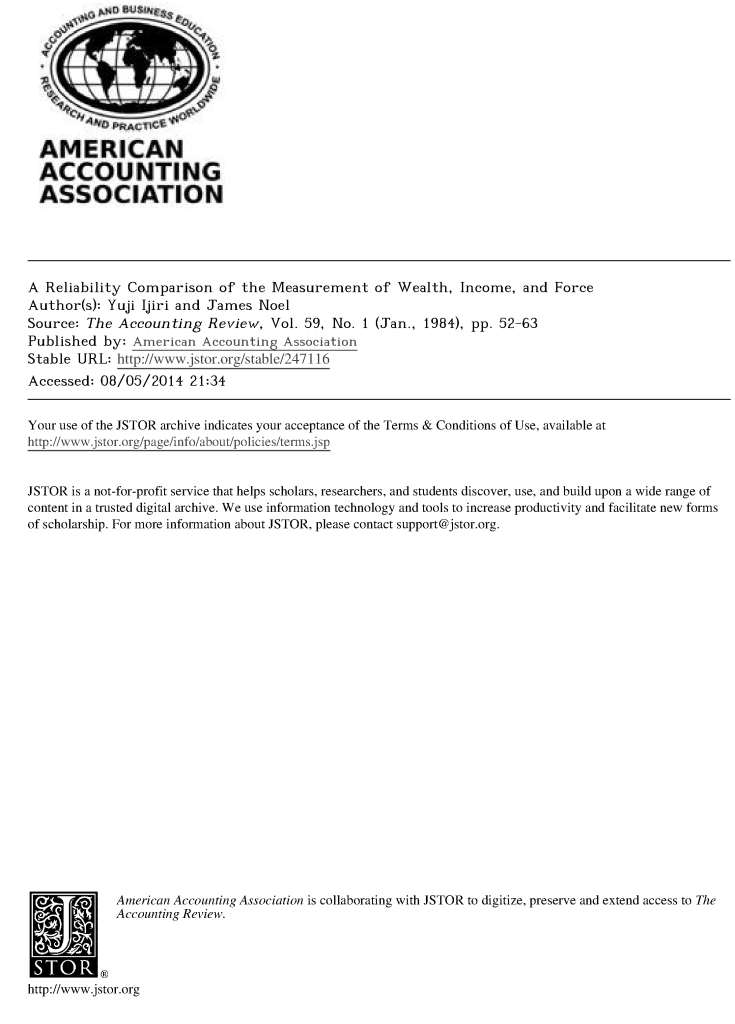 ACCOUNTING AND BUSINESS EDUCATION
RESEARCH AND PRACTICE WORLDWIDE
AMERICAN
ACCOUNTING
ASSOCIATION
A Reliability Comparison of the Measurement of Wealth, Income, and Force
Author(s): Yuji Ijiri and James Noel
Source: The Accounting Review, Vol. 59, No. 1 (Jan., 1984), pp. 52-63
Published by: American Accounting Association
Stable URL: http://www.jstor.org/stable/247116
Accessed: 08/05/2014 21:34
Your use of the JSTOR archive indicates your acceptance of the Terms & Conditions of Use, available at
http://www.jstor.org/page/info/about/policies/terms.jsp
JSTOR is a not-for-profit service that helps scholars, researchers, and students discover, use, and build upon a wide range of
content in a trusted digital archive. We use information technology and tools to increase productivity and facilitate new forms
of scholarship. For more information about JSTOR, please contact support@jstor.org.
American Accounting Association is collaborating with JSTOR to digitize, preserve and extend access to The
Accounting Review.
J
STOR ®
http://www.jstor.org